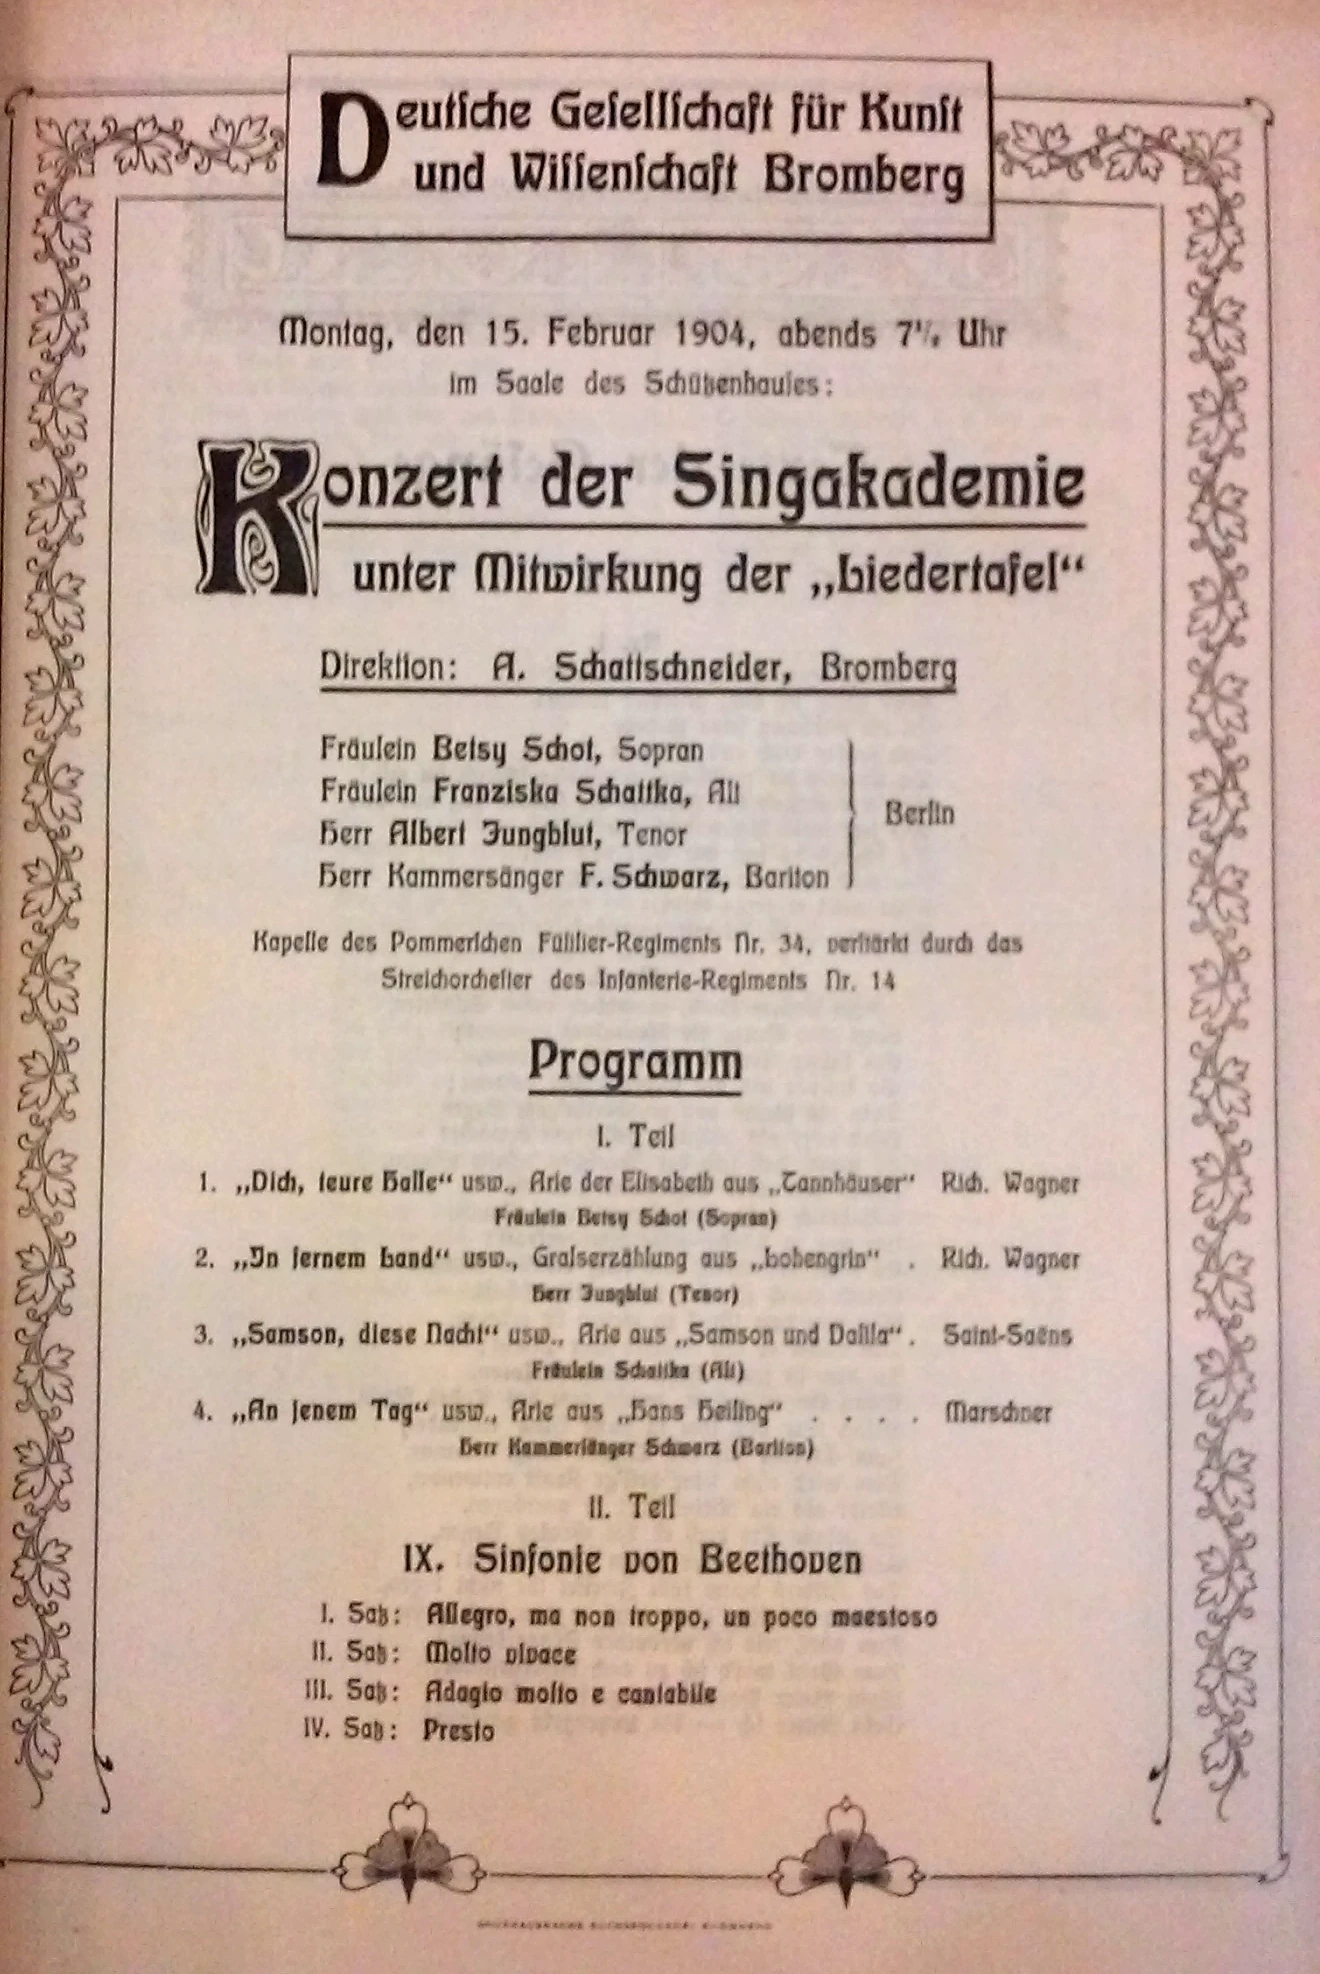 Deutſche Geſellſchaft für Kunſt
und Wiſſenſchaft Bromberg
Montag, den 15. Februar 1904, abends 7½ Uhr
im Saale des Schützenhauſes:
Konzert der Singakademie
unter Mitwirkung der „Liedertafel“
Direktion: A. Schattschneider, Bromberg
Fräulein Betsy Schot, Sopran
Fräulein Franziska Schattka, Alt
Herr Albert Jungblut, Tenor
Herr Kammersänger F. Schwarz, Bariton
Berlin
Kapelle des Pommerſchen Füſilier-Regiments Nr. 34, verſtärkt durch das
Streichorcheſter des Infanterie-Regiments Nr. 14
Programm
I. Teil
1. „Dich, teure Halle“ usw., Arie der Elisabeth aus „Tannhäuser“ Rich. Wagner
Fräulein Betsy Schot (Sopran)
2. „In fernem Land“ usw., Gralserzählung aus „Lohengrin“ . Rich. Wagner
Herr Jungblut (Tenor)
3. „Samson, diese Nacht“ usw., Arie aus „Samson und Dalila“ . Saint-Saëns
Fräulein Schattka (Alt)
4. „An jenem Tag“ usw., Arie aus „Hans Heiling“ . . . . Marschner
Herr Kammerſänger Schwarz (Bariton)
II. Teil
IX. Sinfonie von Beethoven
I. Satz: Allegro, ma non troppo, un poco maestoso
II. Satz: Molto vivace
III. Satz: Adagio molto e cantabile
IV. Satz: Presto